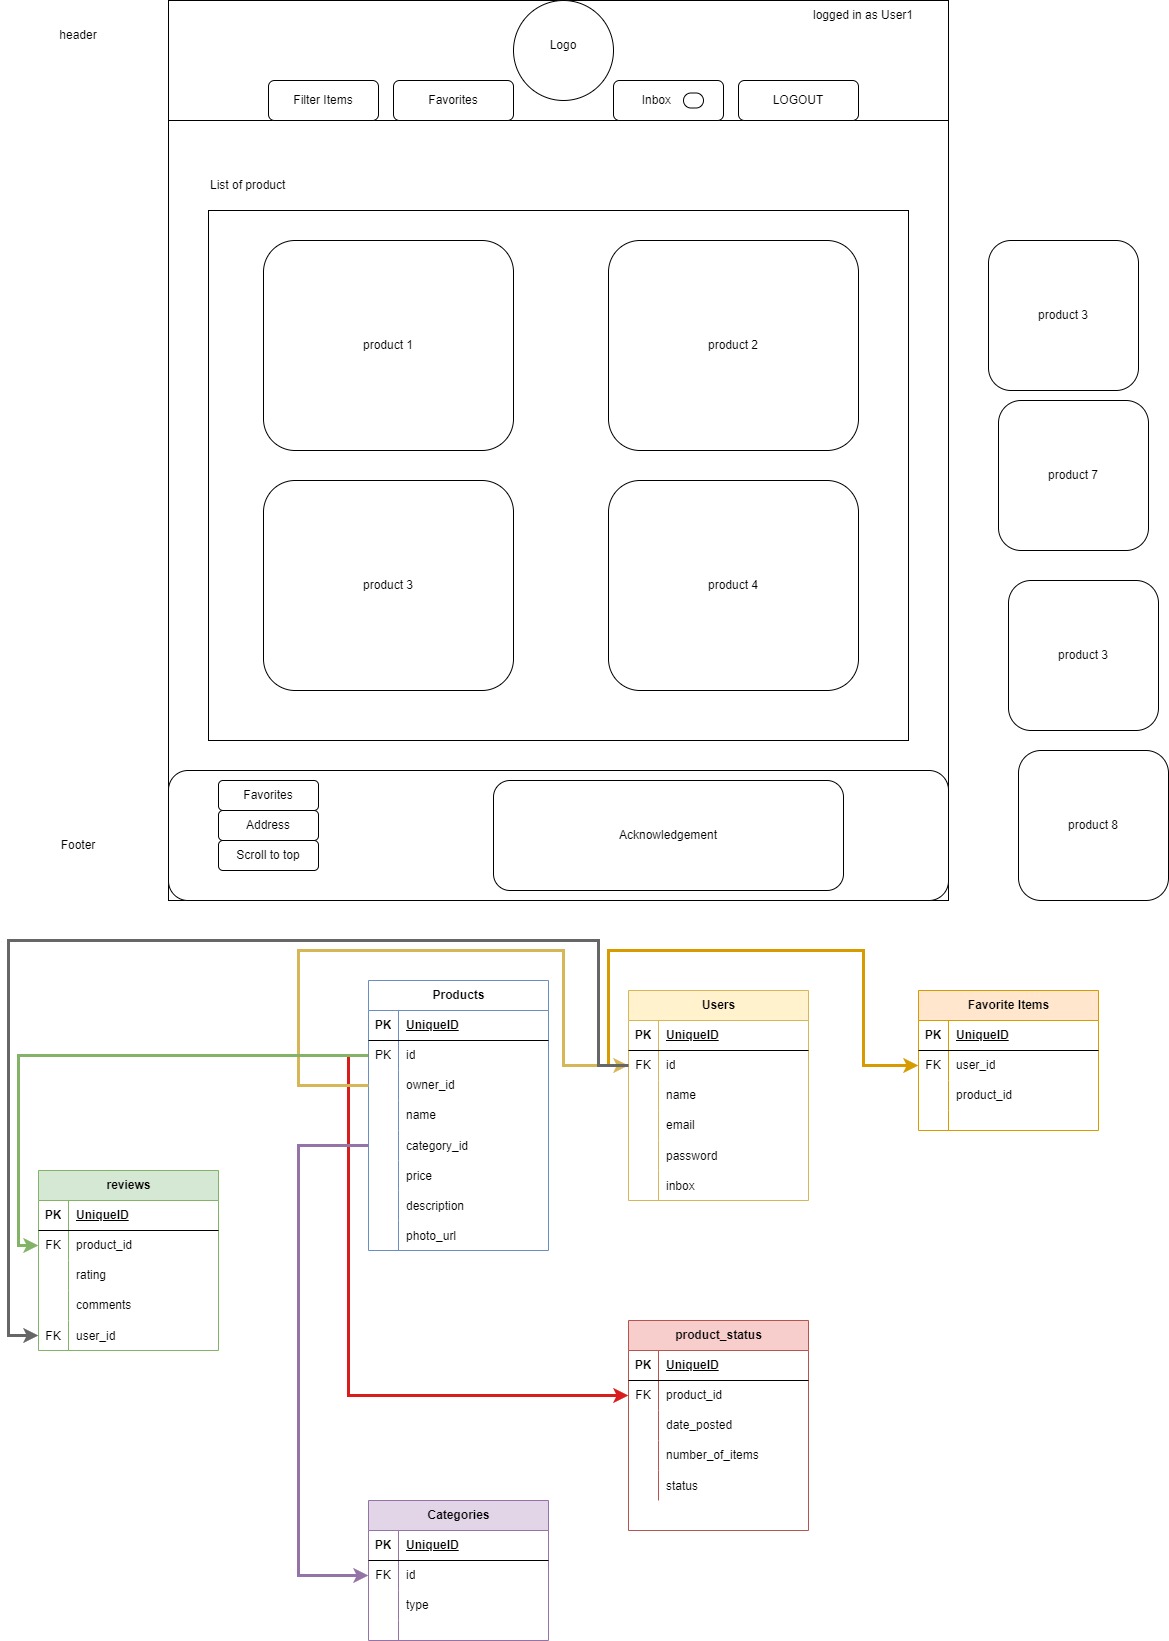 logged in as User1
header
Logo
Filter Items
Favorites
Inbox
LOGOUT
List of product
product 1
product 2
product 3
product 4
product 3
product 7
product 3
product 8
Favorites
Address
Scroll to top
Acknowledgement
Footer
Products
PK UniqueID
PK id
owner_id
name
category_id
price
description
photo_url
Users
PK UniqueID
FK id
name
email
password
inbox
Favorite Items
PK UniqueID
FK user_id
product_id
reviews
PK UniqueID
FK product_id
rating
comments
FK user_id
product_status
PK UniqueID
FK product_id
date_posted
number_of_items
status
Categories
PK UniqueID
FK id
type